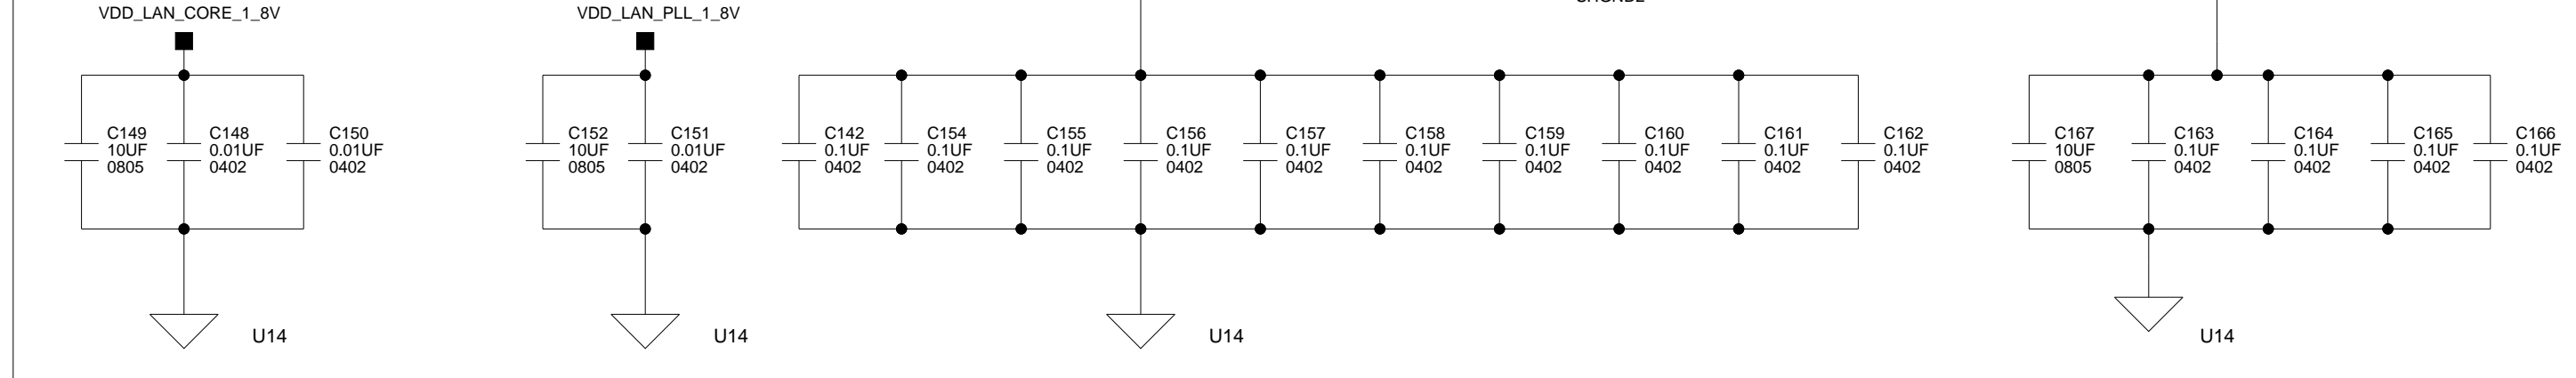 VDD_LAN_CORE_1_8V
VDD_LAN_PLL_1_8V
C149
10UF
0805
C148
0.01UF
0402
C150
0.01UF
0402
C152
10UF
0805
C151
0.01UF
0402
C142
0.1UF
0402
C154
0.1UF
0402
C155
0.1UF
0402
C156
0.1UF
0402
C157
0.1UF
0402
C158
0.1UF
0402
C159
0.1UF
0402
C160
0.1UF
0402
C161
0.1UF
0402
C162
0.1UF
0402
C167
10UF
0805
C163
0.1UF
0402
C164
0.1UF
0402
C165
0.1UF
0402
C166
0.1UF
0402
U14
U14
U14
U14